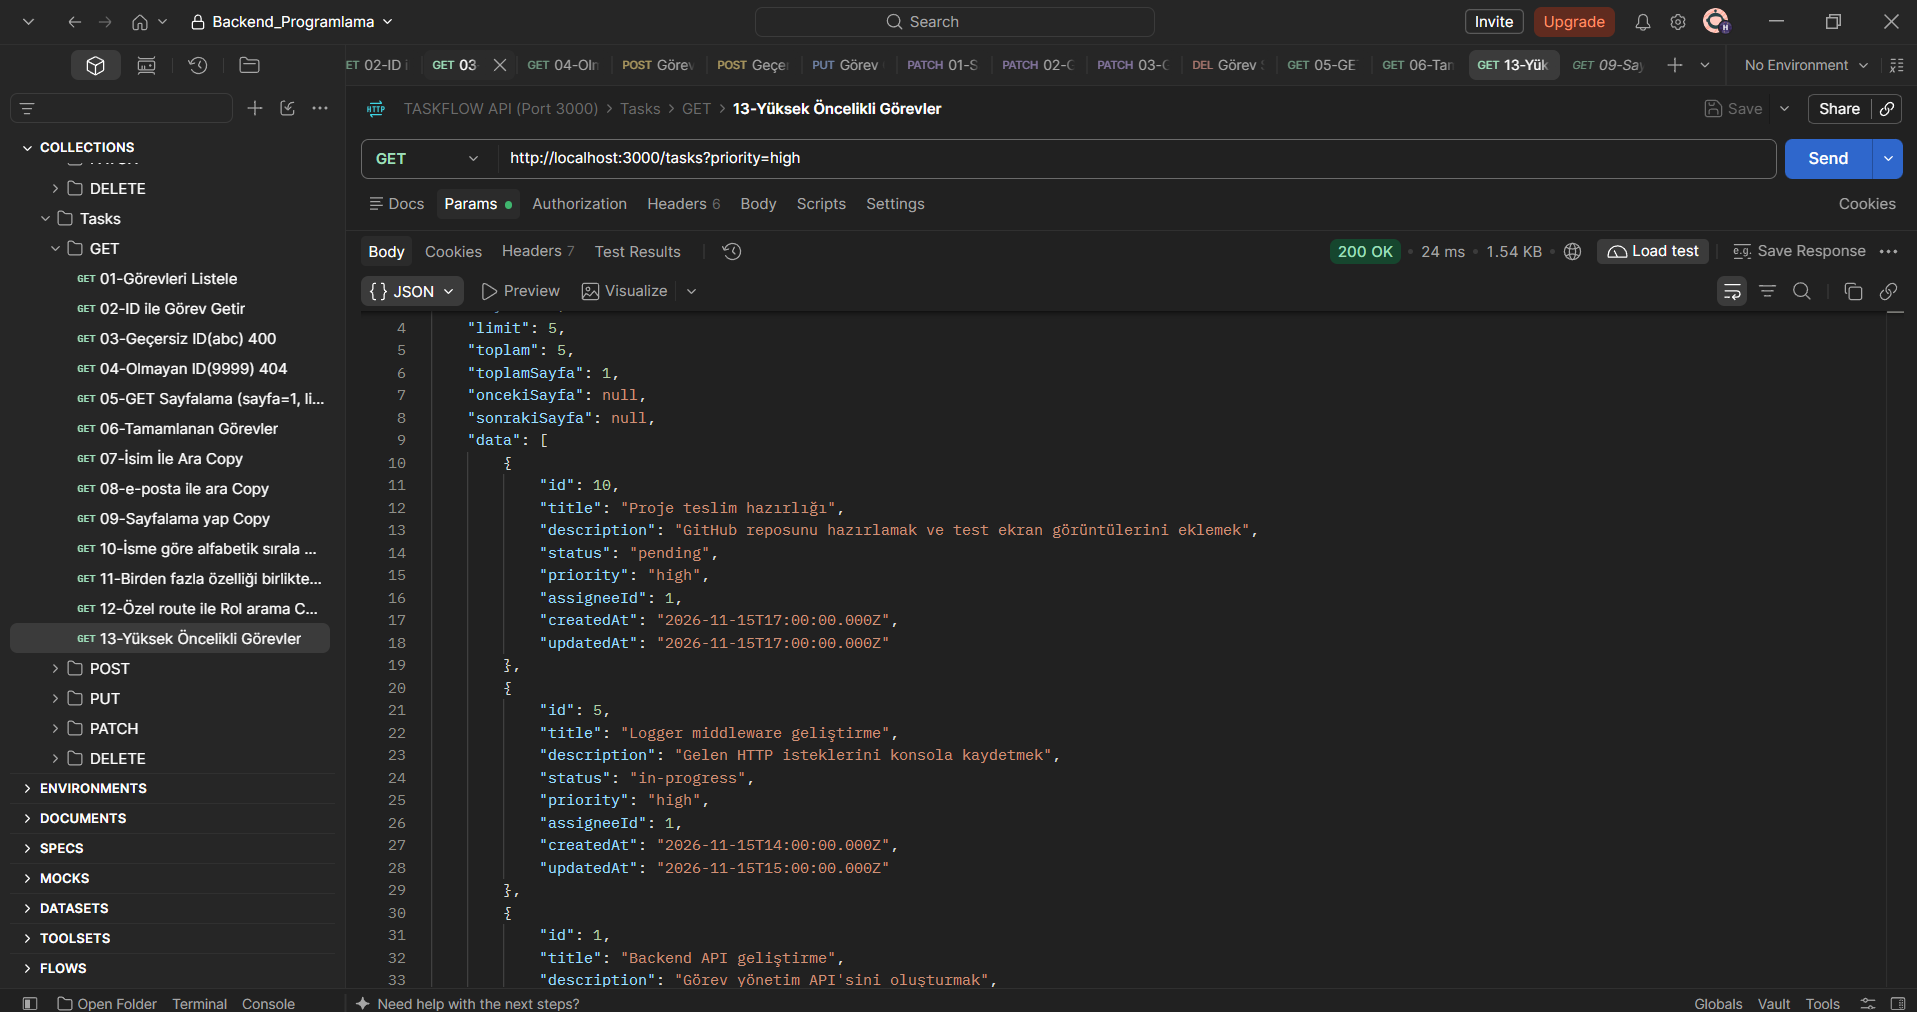 Backend_Programlama
Search
Invite
Upgrade
ET 02-ID i
GET 03-
GET 04-Oln
POST Görev
POST Geçe
PUT Görev
PATCH 01-S
PATCH 02-C
PATCH 03-C
DEL Görev
GET 05-GE
GET 06-Tan
GET 13-Yük
GET 09-Say
No Environment
HTTP TASKFLOW API (Port 3000) > Tasks > GET > 13-Yüksek Öncelikli Görevler
Save
Share
GET
http://localhost:3000/tasks?priority=high
Send
Docs
Params
Authorization
Headers 6
Body
Scripts
Settings
Cookies
Body
Cookies
Headers 7
Test Results
200 OK • 24 ms • 1.54 KB
Load test
e.g. Save Response
{ } JSON
Preview
Visualize
COLLECTIONS
DELETE
Tasks
GET
GET 01-Görevleri Listele
GET 02-ID ile Görev Getir
GET 03-Geçersiz ID(abc) 400
GET 04-Olmayan ID(9999) 404
GET 05-GET Sayfalama (sayfa=1, li...
GET 06-Tamamlanan Görevler
GET 07-İsim İle Ara Copy
GET 08-e-posta ile ara Copy
GET 09-Sayfalama yap Copy
GET 10-İsme göre alfabetik sırala ...
GET 11-Birden fazla özelliği birlikte...
GET 12-Özel route ile Rol arama C...
GET 13-Yüksek Öncelikli Görevler
POST
PUT
PATCH
DELETE
ENVIRONMENTS
DOCUMENTS
SPECS
MOCKS
DATASETS
TOOLSETS
FLOWS
4 "limit": 5,
5 "toplam": 5,
6 "toplamSayfa": 1,
7 "oncekiSayfa": null,
8 "sonrakiSayfa": null,
9 "data": [
10 {
11 "id": 10,
12 "title": "Proje teslim hazırlığı",
13 "description": "GitHub reposunu hazırlamak ve test ekran görüntülerini eklemek",
14 "status": "pending",
15 "priority": "high",
16 "assigneeId": 1,
17 "createdAt": "2026-11-15T17:00:00.000Z",
18 "updatedAt": "2026-11-15T17:00:00.000Z"
19 },
20 {
21 "id": 5,
22 "title": "Logger middleware geliştirme",
23 "description": "Gelen HTTP isteklerini konsola kaydetmek",
24 "status": "in-progress",
25 "priority": "high",
26 "assigneeId": 1,
27 "createdAt": "2026-11-15T14:00:00.000Z",
28 "updatedAt": "2026-11-15T15:00:00.000Z"
29 },
30 {
31 "id": 1,
32 "title": "Backend API geliştirme",
33 "description": "Görev yönetim API'sini oluşturmak",
Open Folder
Terminal
Console
Need help with the next steps?
Globals
Vault
Tools